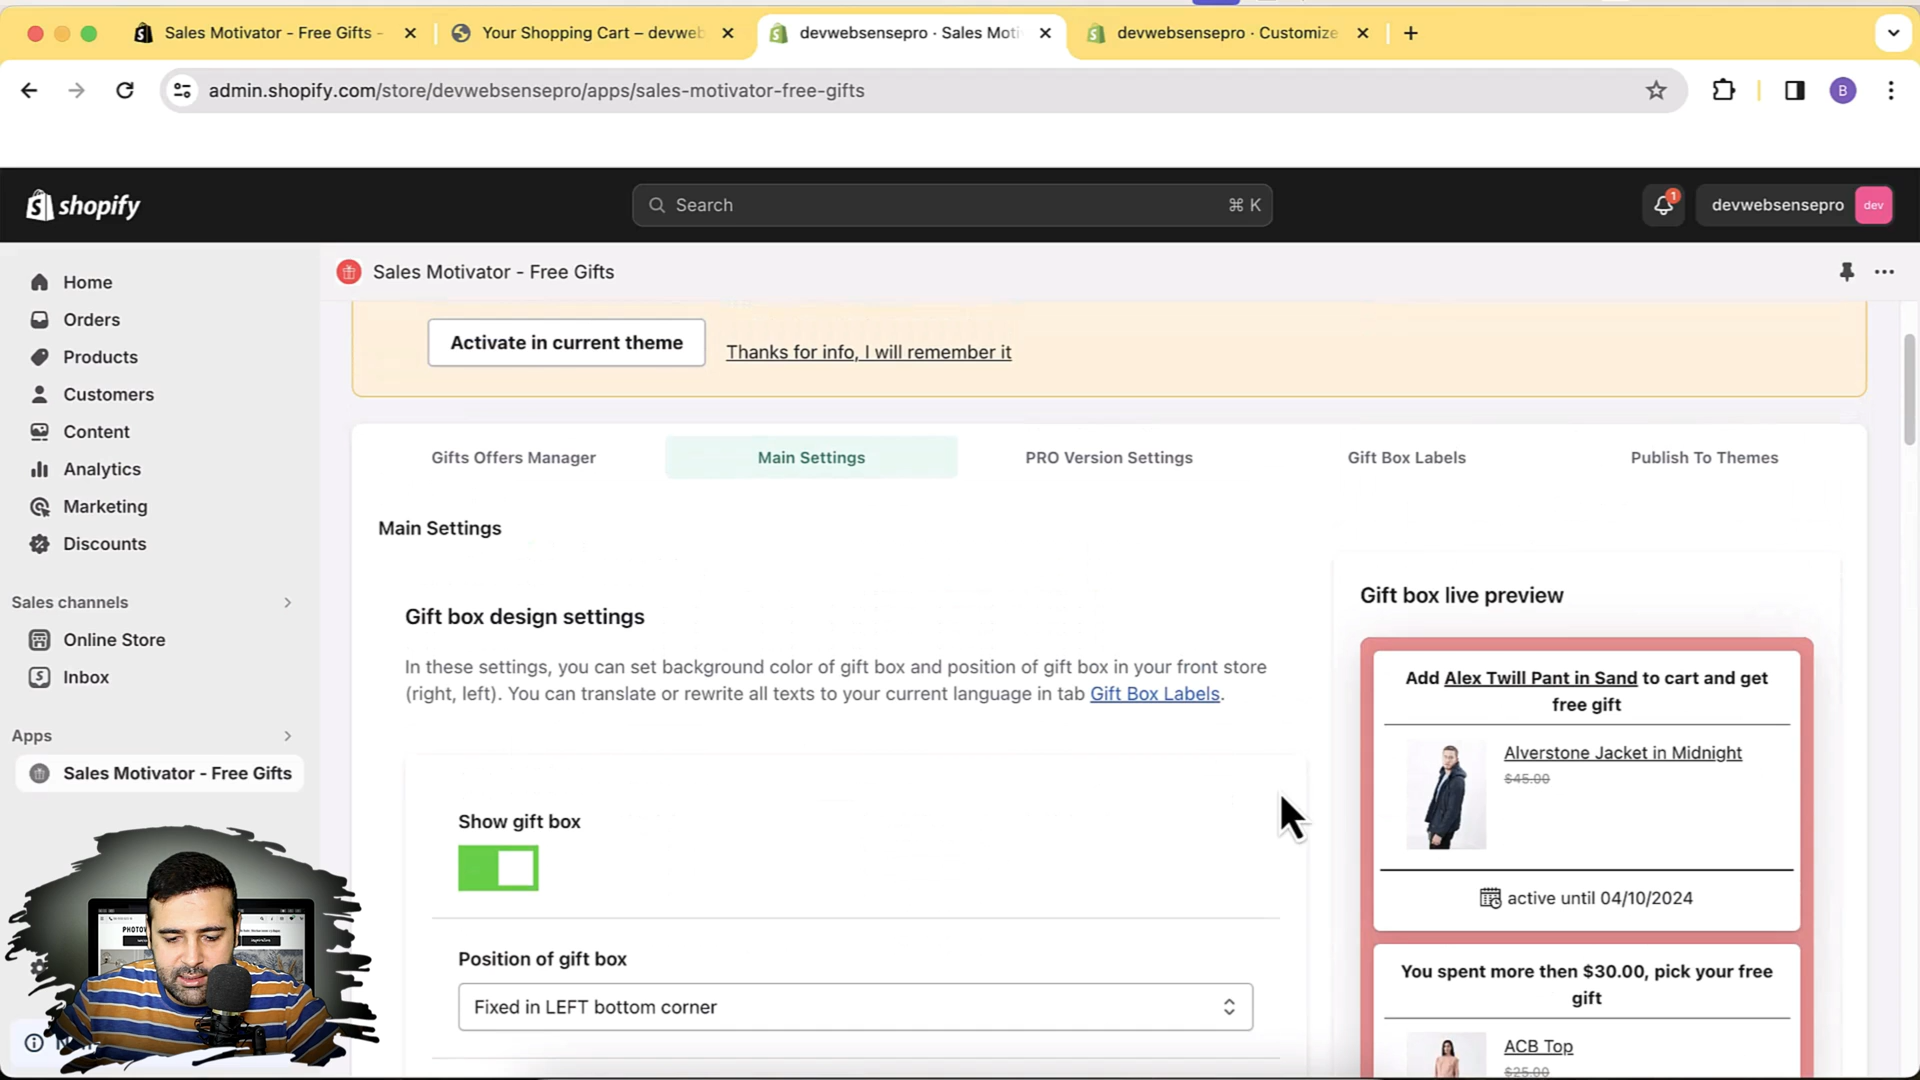 Sales Motivator - Free Gifts -
Your Shopping Cart – devweb
devwebsensepro · Sales Moti
devwebsensepro · Customize
admin.shopify.com/store/devwebsensepro/apps/sales-motivator-free-gifts
B
shopify
Search
⌘ K
1
devwebsensepro
dev
Home
Orders
Products
Customers
Content
Analytics
Marketing
Discounts
Sales channels
Online Store
Inbox
Apps
Sales Motivator - Free Gifts
Sales Motivator - Free Gifts
Activate in current theme
Thanks for info, I will remember it
Gifts Offers Manager
Main Settings
PRO Version Settings
Gift Box Labels
Publish To Themes
Main Settings
Gift box design settings
In these settings, you can set background color of gift box and position of gift box in your front store
(right, left). You can translate or rewrite all texts to your current language in tab Gift Box Labels.
Show gift box
Position of gift box
Fixed in LEFT bottom corner
Gift box live preview
Add Alex Twill Pant in Sand to cart and get
free gift
Alverstone Jacket in Midnight
$45.00
active until 04/10/2024
You spent more then $30.00, pick your free
gift
ACB Top
$25.00